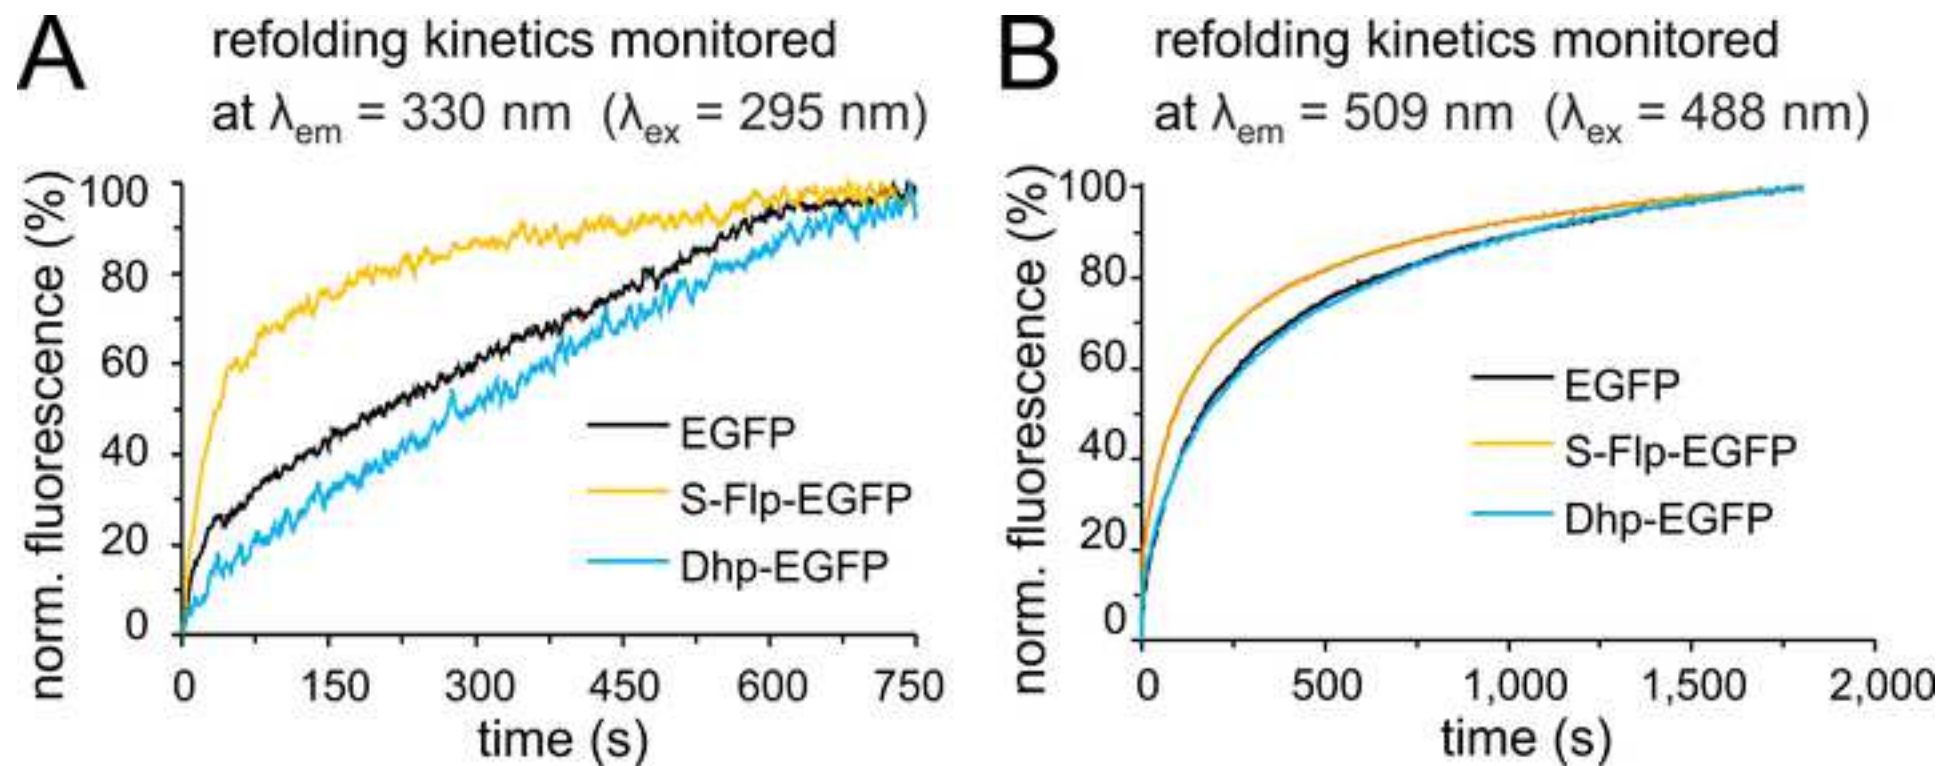 A
refolding kinetics monitored
at λem = 330 nm (λex = 295 nm)
norm. fluorescence (%)
100
80
60
40
20
0
EGFP
S-Flp-EGFP
Dhp-EGFP
0 150 300 450 600 750
time (s)
B
refolding kinetics monitored
at λem = 509 nm (λex = 488 nm)
norm. fluorescence (%)
100
80
60
40
20
0
EGFP
S-Flp-EGFP
Dhp-EGFP
0 500 1,000 1,500 2,000
time (s)